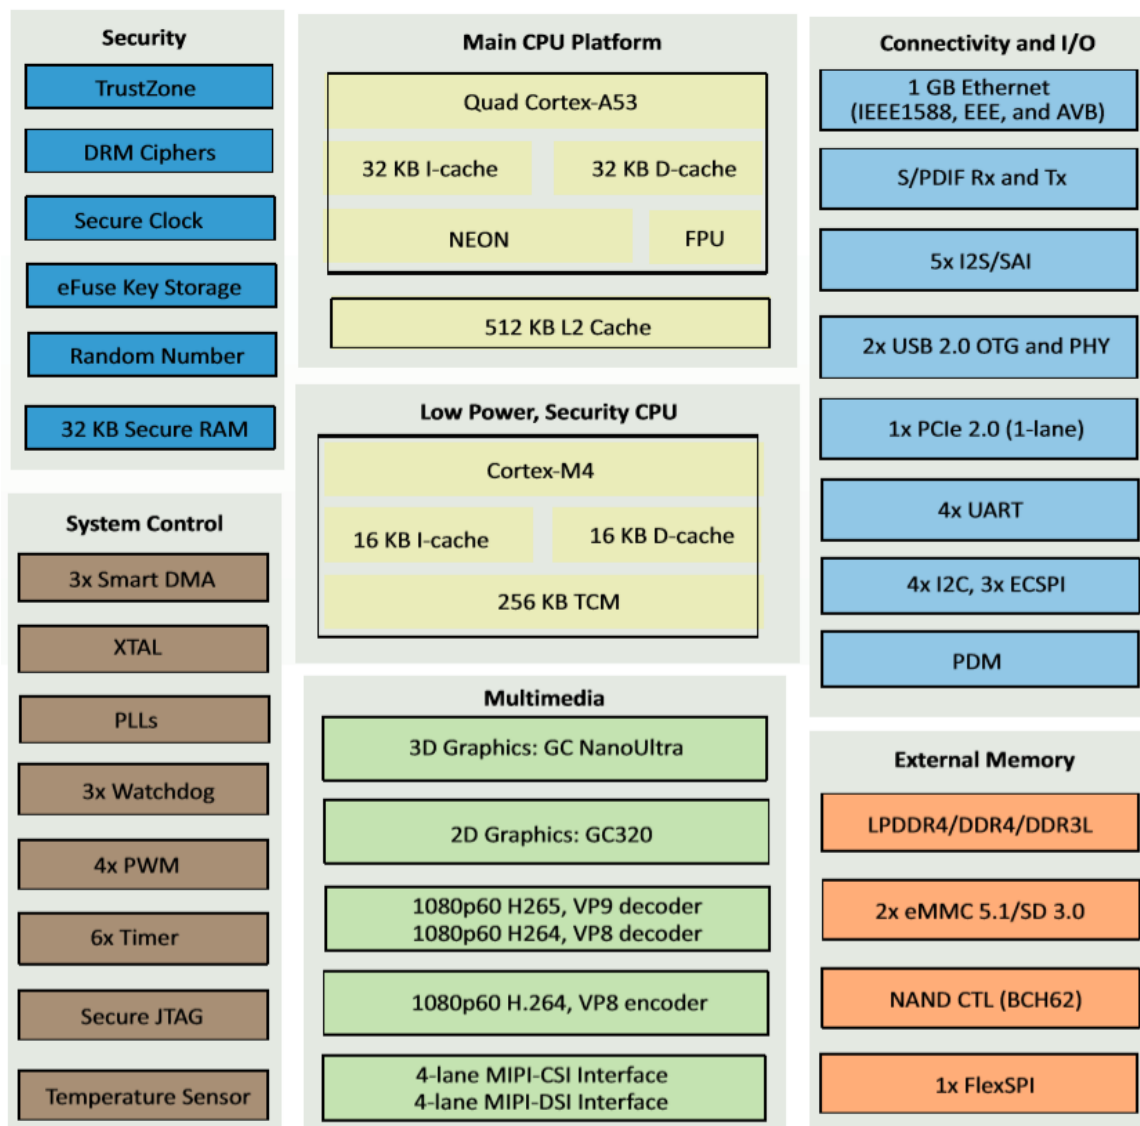 Security
TrustZone
DRM Ciphers
Secure Clock
eFuse Key Storage
Random Number
32 KB Secure RAM
System Control
3x Smart DMA
XTAL
PLLs
3x Watchdog
4x PWM
6x Timer
Secure JTAG
Temperature Sensor
Main CPU Platform
Quad Cortex-A53
32 KB I-cache
32 KB D-cache
NEON
FPU
512 KB L2 Cache
Low Power, Security CPU
Cortex-M4
16 KB I-cache
16 KB D-cache
256 KB TCM
Multimedia
3D Graphics: GC NanoUltra
2D Graphics: GC320
1080p60 H265, VP9 decoder
1080p60 H264, VP8 decoder
1080p60 H.264, VP8 encoder
4-lane MIPI-CSI Interface
4-lane MIPI-DSI Interface
Connectivity and I/O
1 GB Ethernet
(IEEE1588, EEE, and AVB)
S/PDIF Rx and Tx
5x I2S/SAI
2x USB 2.0 OTG and PHY
1x PCIe 2.0 (1-lane)
4x UART
4x I2C, 3x ECSPI
PDM
External Memory
LPDDR4/DDR4/DDR3L
2x eMMC 5.1/SD 3.0
NAND CTL (BCH62)
1x FlexSPI